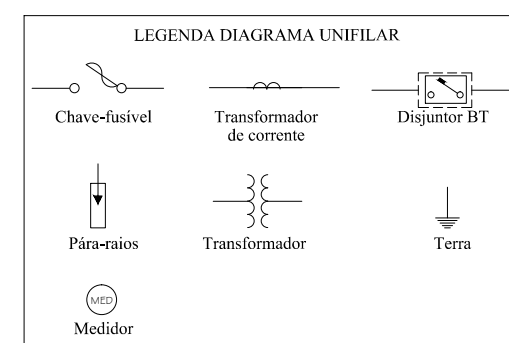 LEGENDA DIAGRAMA UNIFILAR
Chave-fusível
Transformador
de corrente
Disjuntor BT
Pára-raios
Transformador
Terra
MED
Medidor